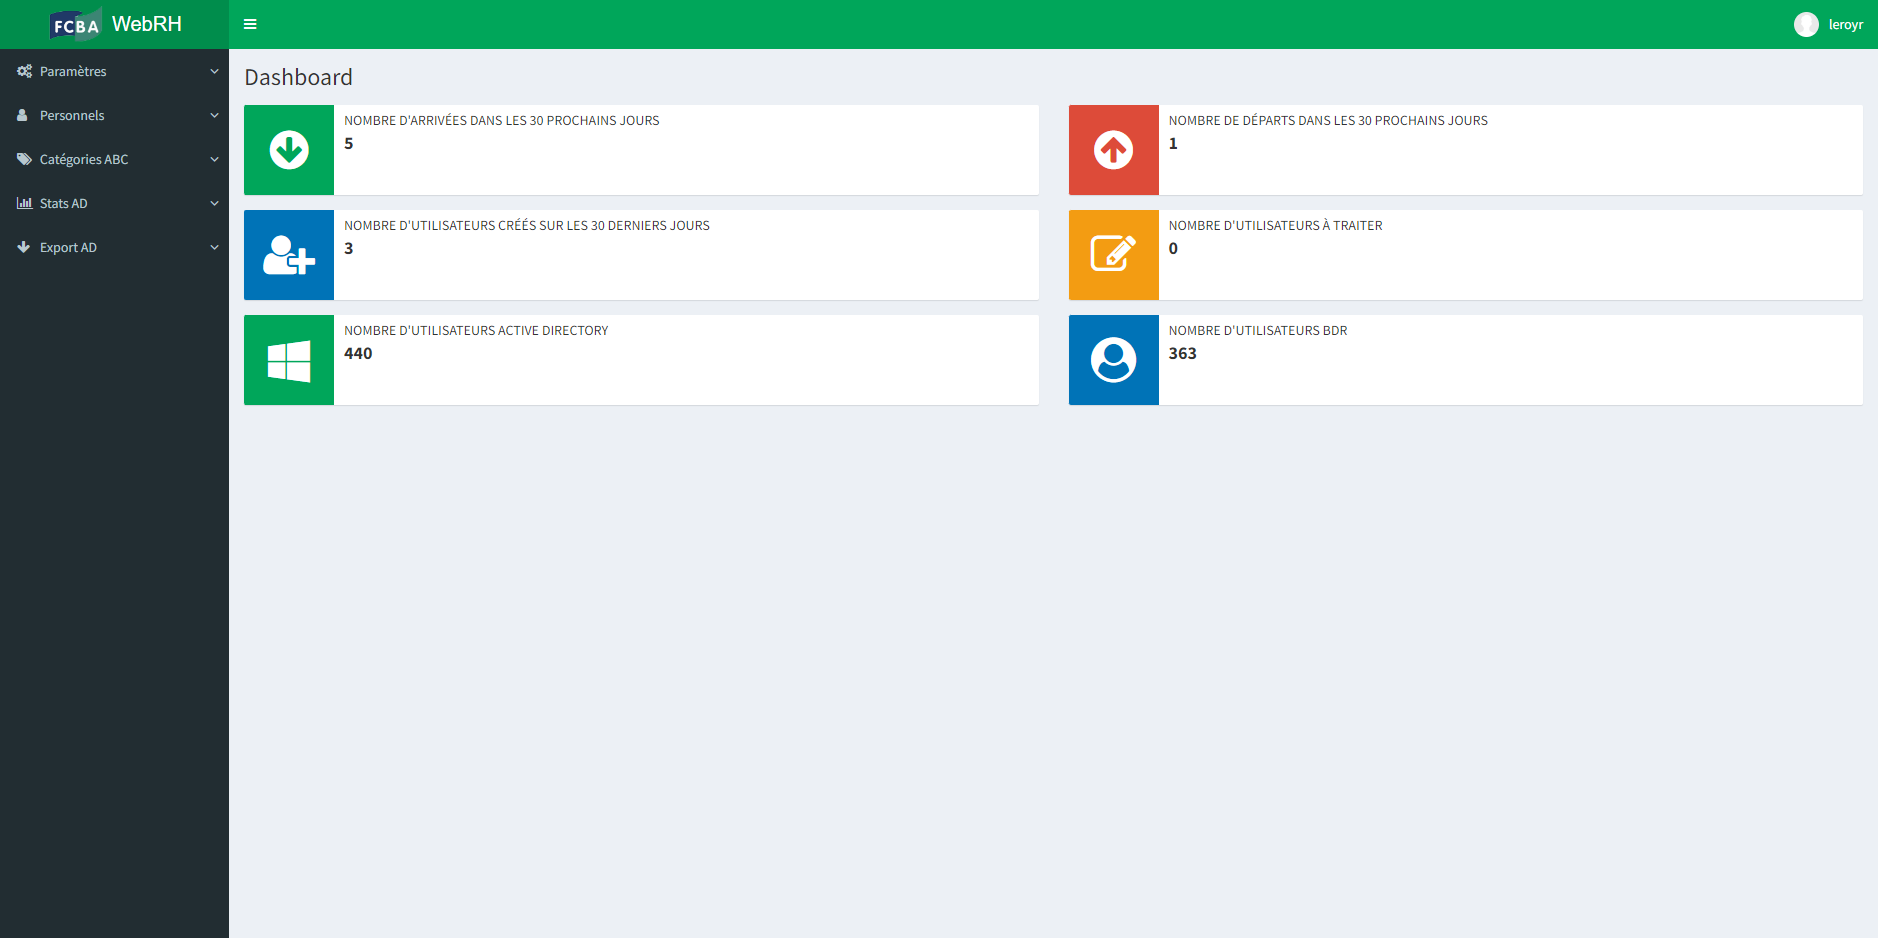 FCBA WebRH
leroyr
Paramètres
Personnels
Catégories ABC
Stats AD
Export AD
Dashboard
NOMBRE D'ARRIVÉES DANS LES 30 PROCHAINS JOURS
5
NOMBRE DE DÉPARTS DANS LES 30 PROCHAINS JOURS
1
NOMBRE D'UTILISATEURS CRÉÉS SUR LES 30 DERNIERS JOURS
3
NOMBRE D'UTILISATEURS À TRAITER
0
NOMBRE D'UTILISATEURS ACTIVE DIRECTORY
440
NOMBRE D'UTILISATEURS BDR
363